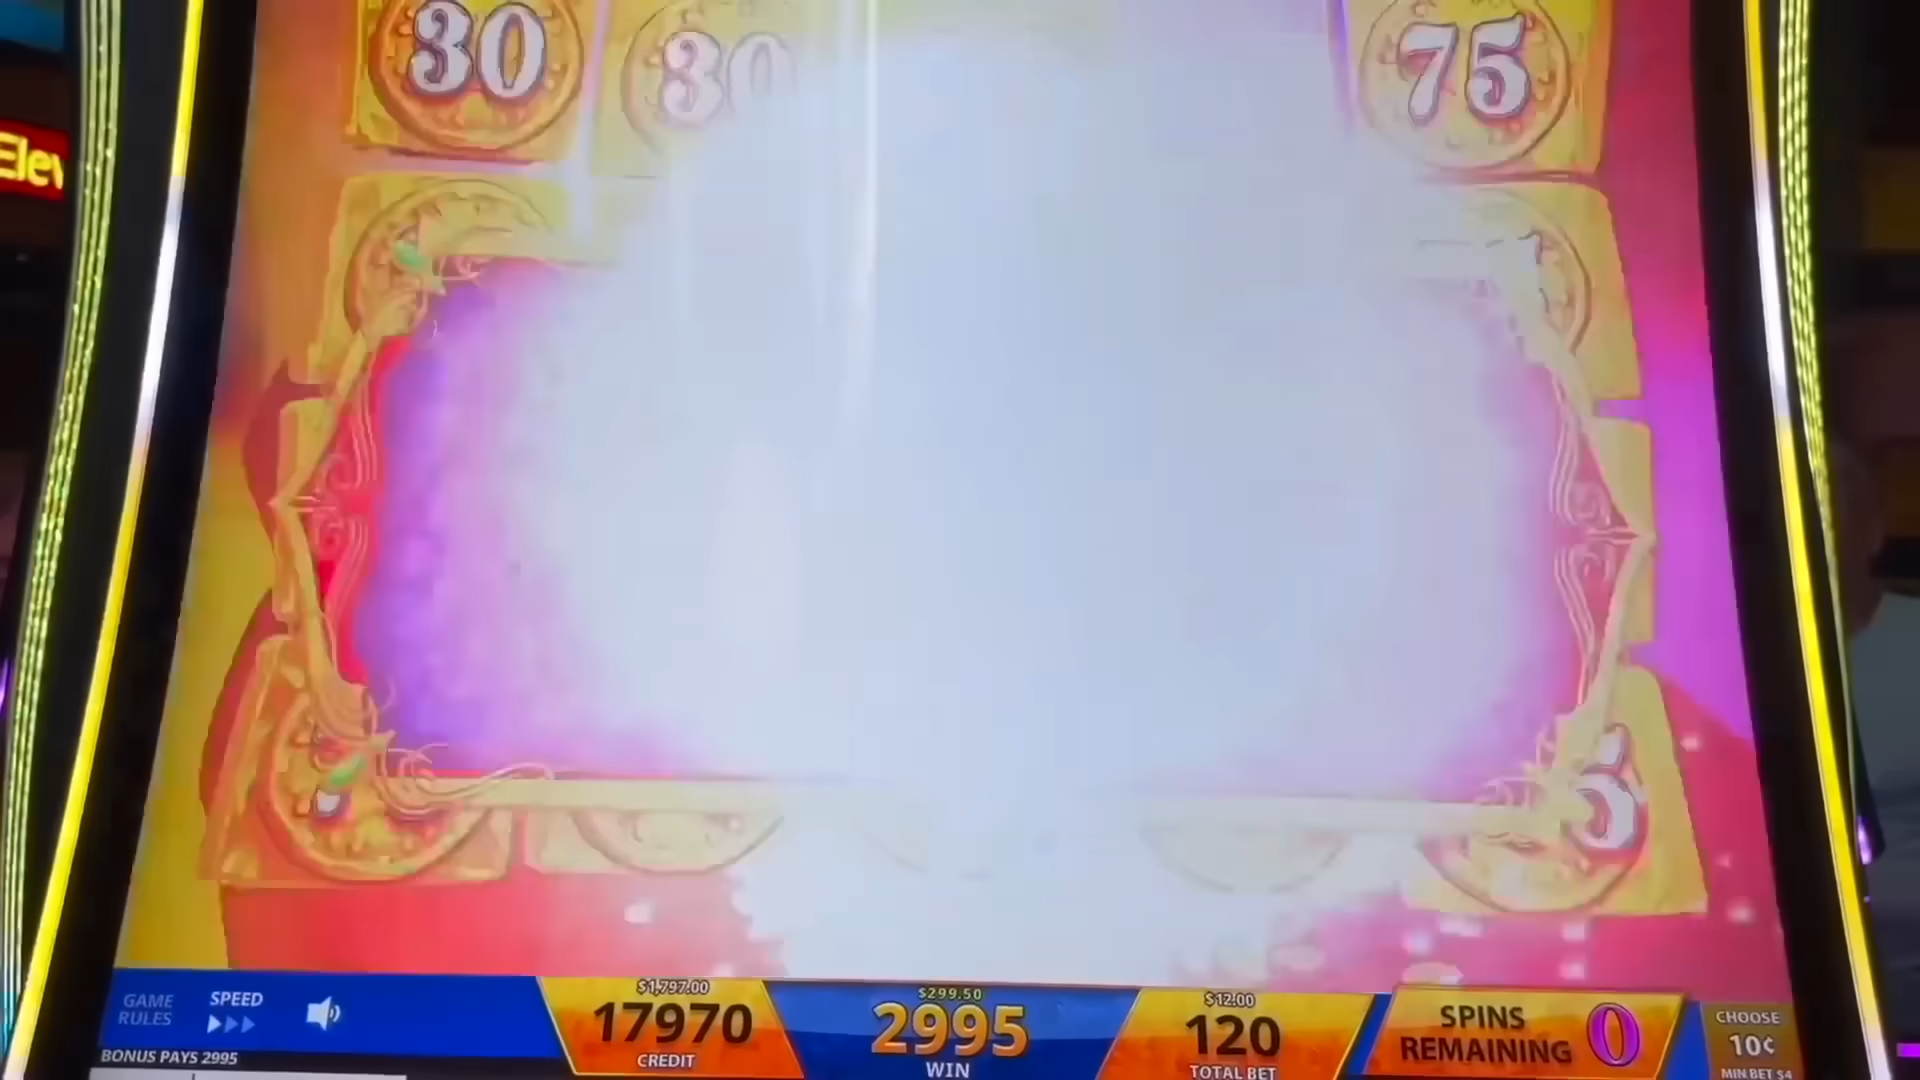 30 30 75
Elev
5
GAME RULES
SPEED
$1,797.00
17970
CREDIT
$299.50
2995
WIN
$12.00
120
TOTAL BET
SPINS
REMAINING 0
CHOOSE
10¢
MIN BET $4
BONUS PAYS 2995